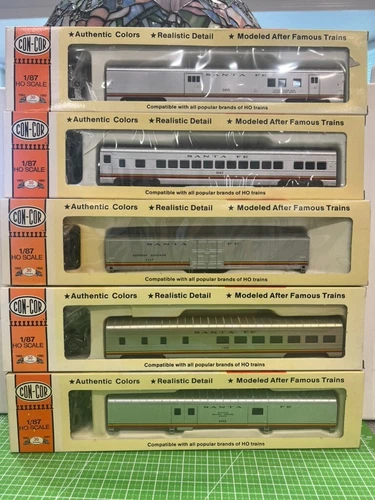 CON-COR
1/87
HO SCALE
★Authentic Colors ★Realistic Detail ★ Modeled After Famous Trains
SANTA FE
Compatible with all popular brands of HO trains
CON-COR
1/87
HO SCALE
★Authentic Colors ★Realistic Detail ★ Modeled After Famous Trains
SANTA FE
Compatible with all popular brands of HO trains
CON-COR
1/87
HO SCALE
★Authentic Colors ★Realistic Detail ★ Modeled After Famous Trains
SANTA FE
Compatible with all popular brands of HO trains
CON-COR
1/87
HO SCALE
★Authentic Colors ★Realistic Detail ★ Modeled After Famous Trains
SANTA FE
Compatible with all popular brands of HO trains
CON-COR
1/87
HO SCALE
★Authentic Colors ★Realistic Detail ★ Modeled After Famous Trains
SANTA FE
Compatible with all popular brands of HO trains